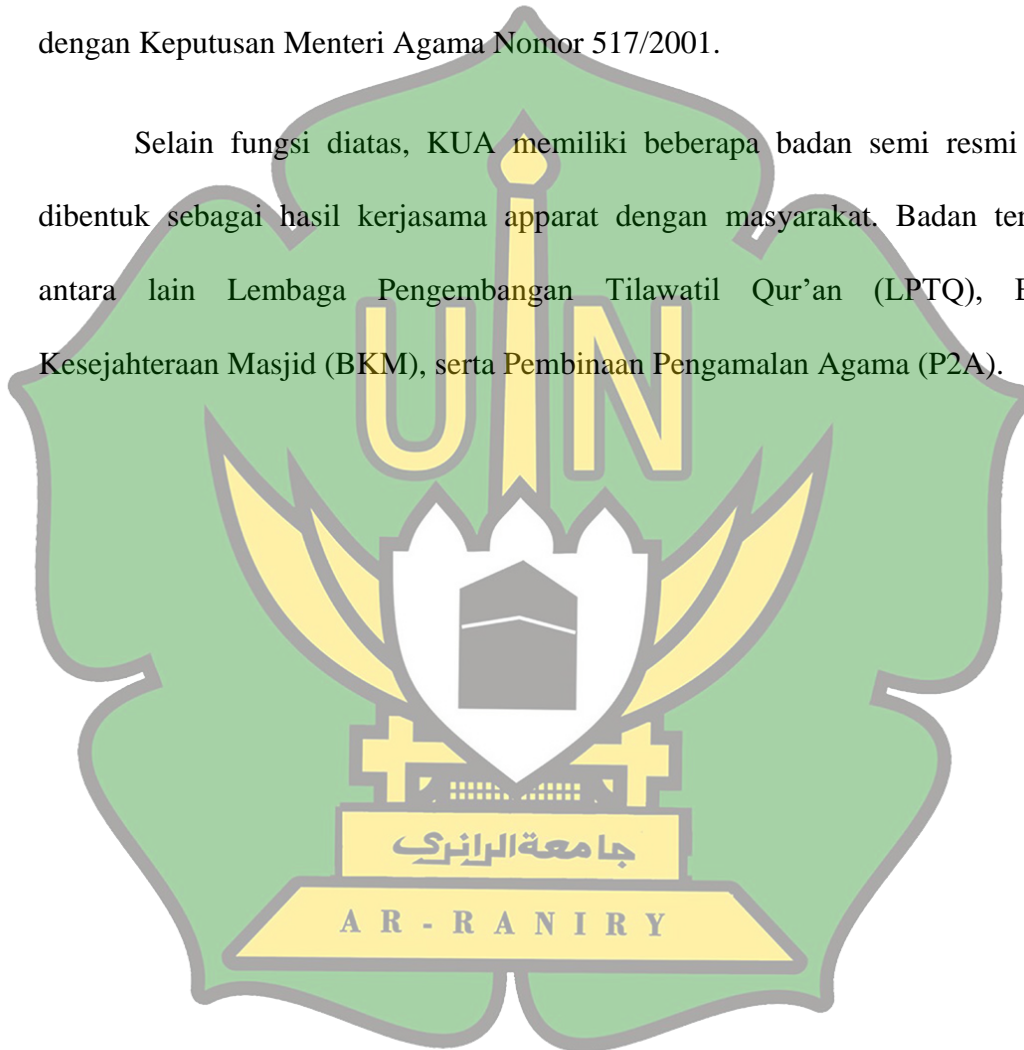 dengan Keputusan Menteri Agama Nomor 517/2001.
Selain fungsi diatas, KUA memiliki beberapa badan semi resmi
dibentuk sebagai hasil kerjasama apparat dengan masyarakat. Badan
antara lain Lembaga Pengembangan Tilawatil Qur’an (LPTQ),
Kesejahteraan Masjid (BKM), serta Pembinaan Pengamalan Agama (P2A).
UIN
جامعة الرانري
AR-RANIRY